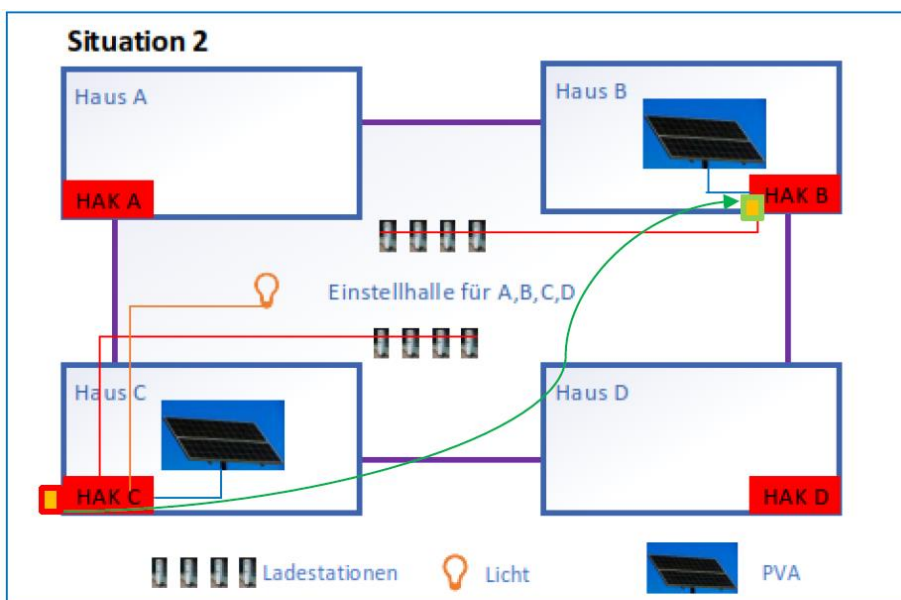 Situation 2
Haus A
Haus B
HAK A
HAK B
Einstellhalle für A,B,C,D
Haus C
Haus D
HAK C
HAK D
Ladestationen
Licht
PVA